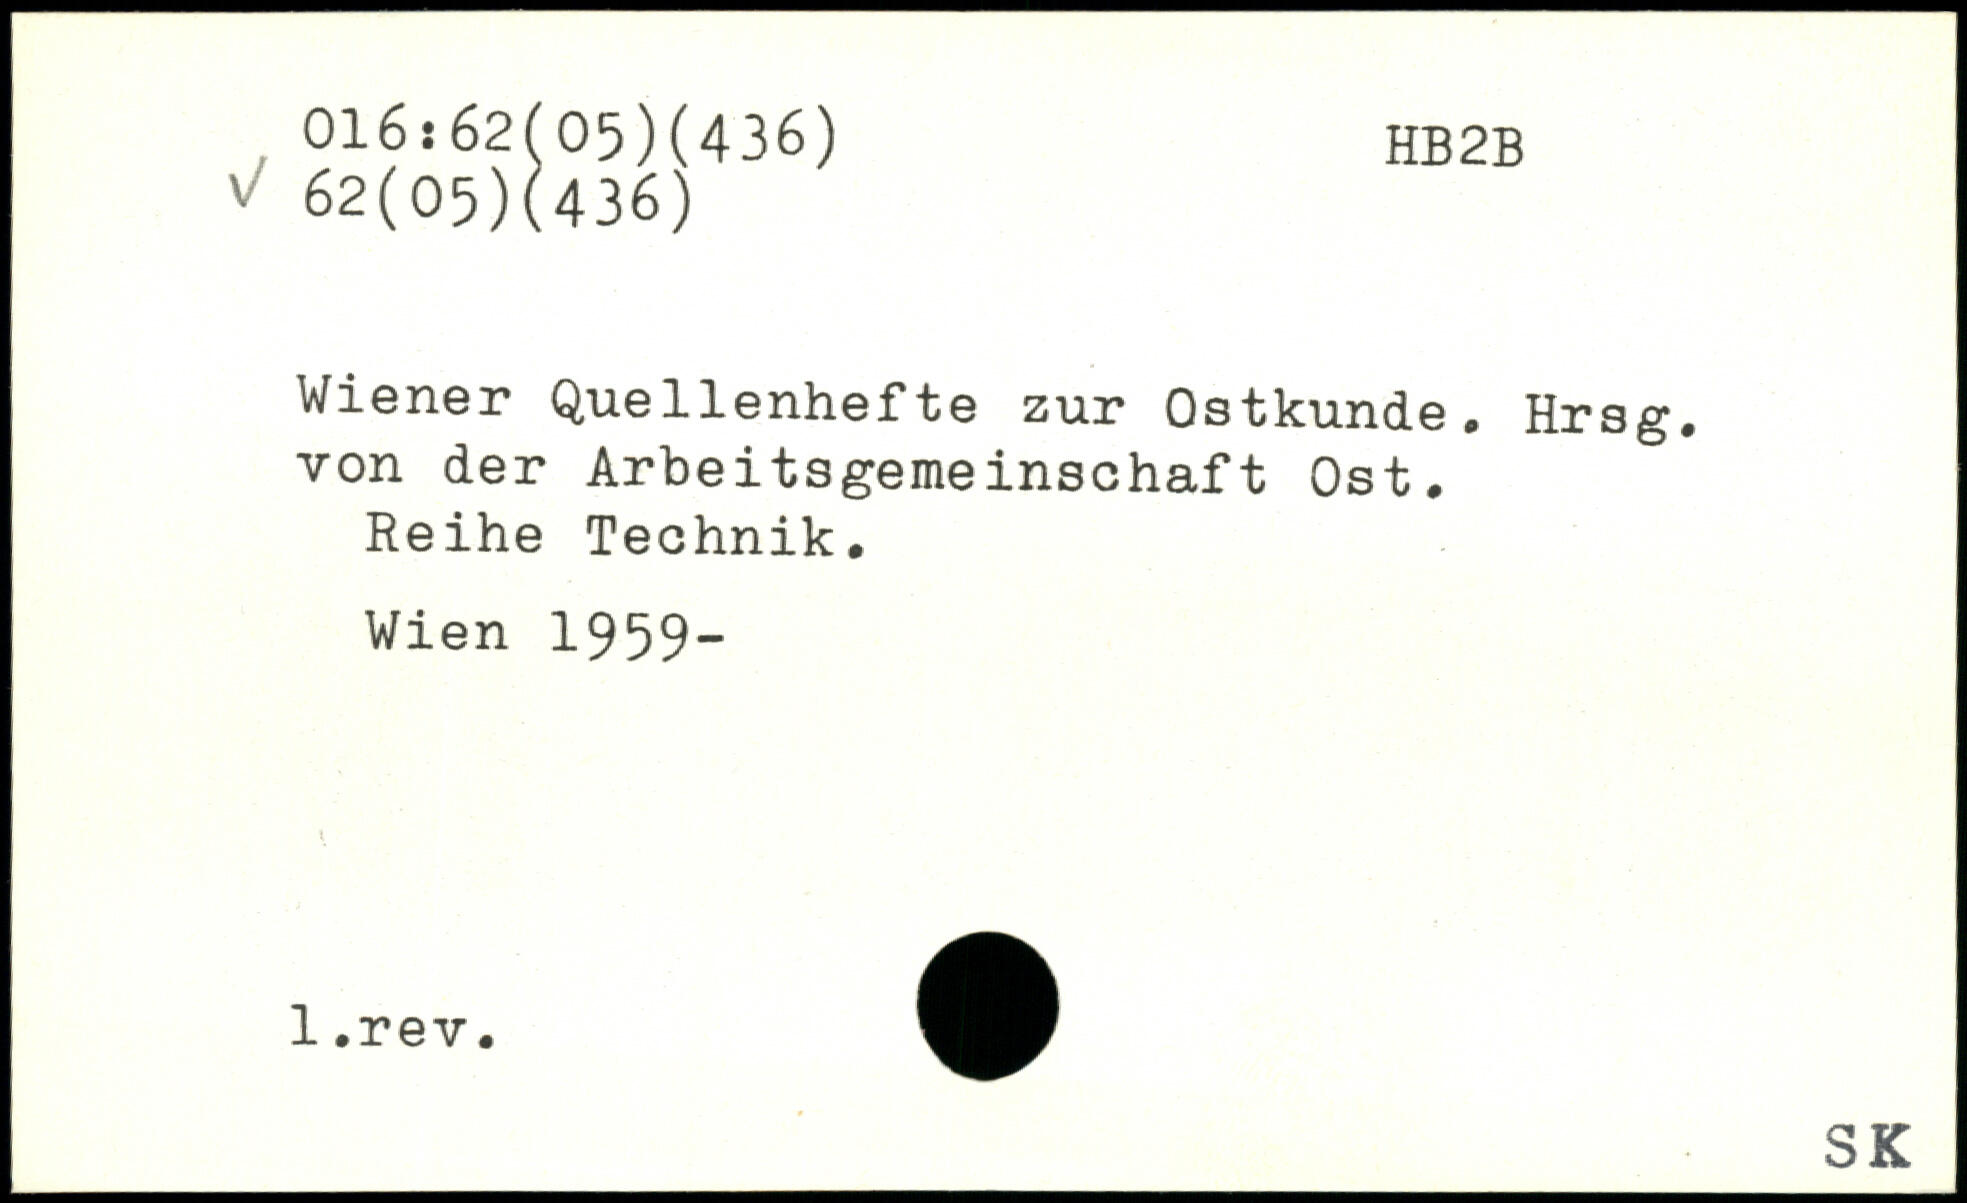 016:62(05)(436)
HB2B
√ 62(05)(436)
Wiener Quellenhefte zur Ostkunde. Hrsg.
von der Arbeitsgemeinschaft Ost.
Reihe Technik.
Wien 1959-
1.rev.
SK